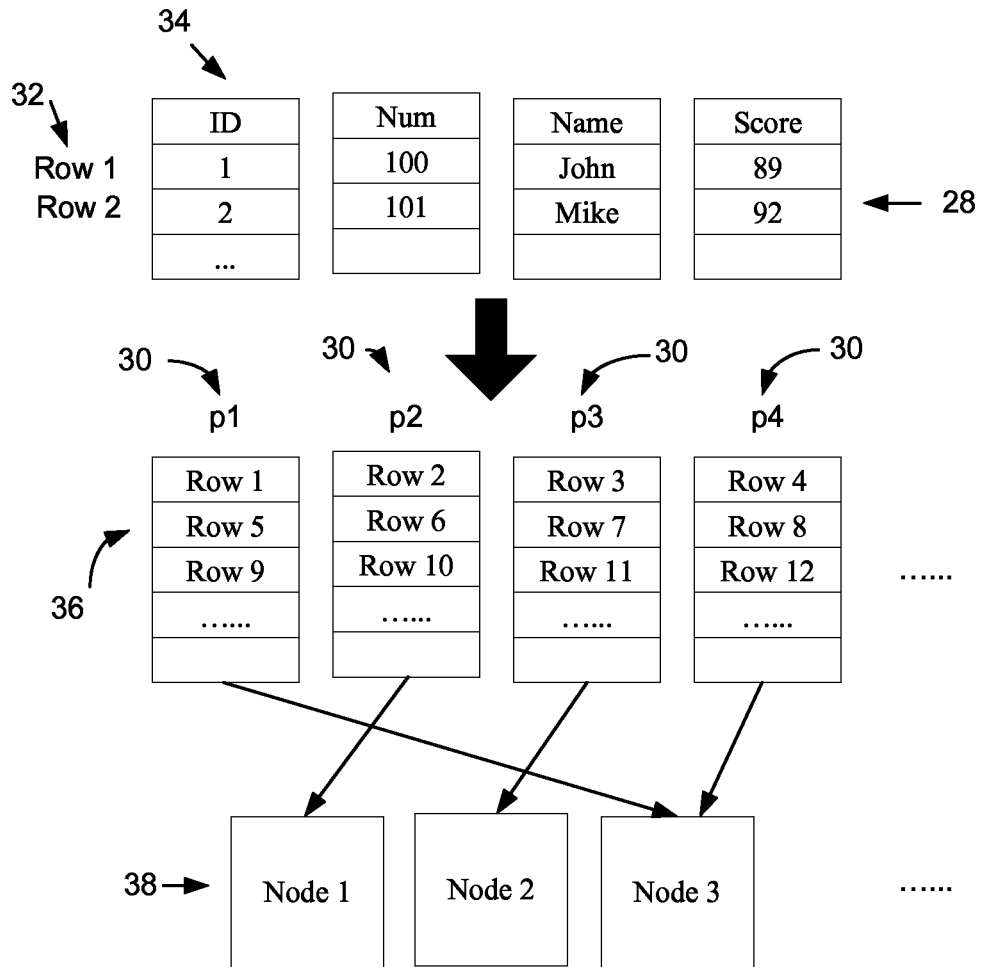 34
32
ID Num Name Score
Row 1 1 100 John 89
Row 2 2 101 Mike 92 28
...
30 30 30 30
p1 p2 p3 p4
Row 1 Row 2 Row 3 Row 4
Row 5 Row 6 Row 7 Row 8
Row 9 Row 10 Row 11 Row 12 ......
36
...... ...... ...... ......
38 Node 1 Node 2 Node 3 ......